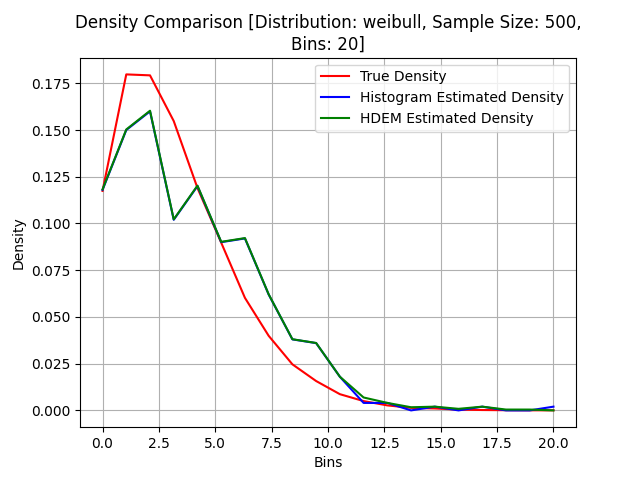 Density Comparison [Distribution: weibull, Sample Size: 500,
Bins: 20]
True Density
Histogram Estimated Density
HDEM Estimated Density
Density
0.175
0.150
0.125
0.100
0.075
0.050
0.025
0.000
0.0 2.5 5.0 7.5 10.0 12.5 15.0 17.5 20.0
Bins